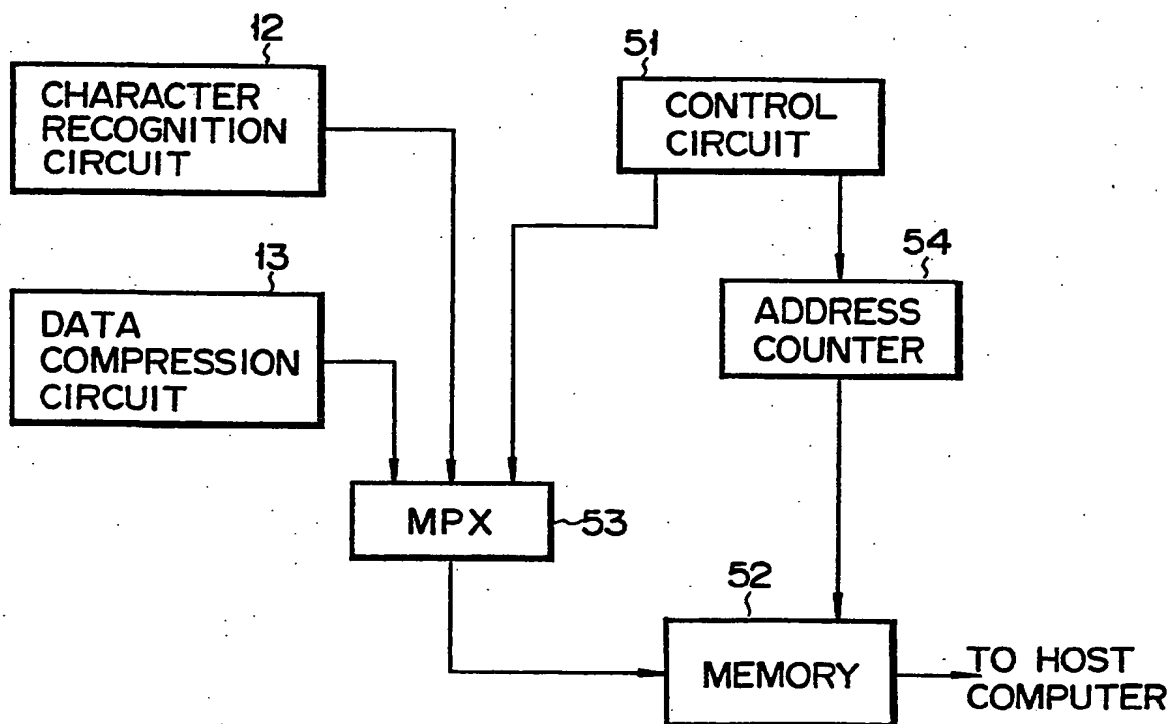 12
CHARACTER
RECOGNITION
CIRCUIT
51
CONTROL
CIRCUIT
13
DATA
COMPRESSION
CIRCUIT
54
ADDRESS
COUNTER
MPX
53
52
MEMORY
TO HOST
COMPUTER